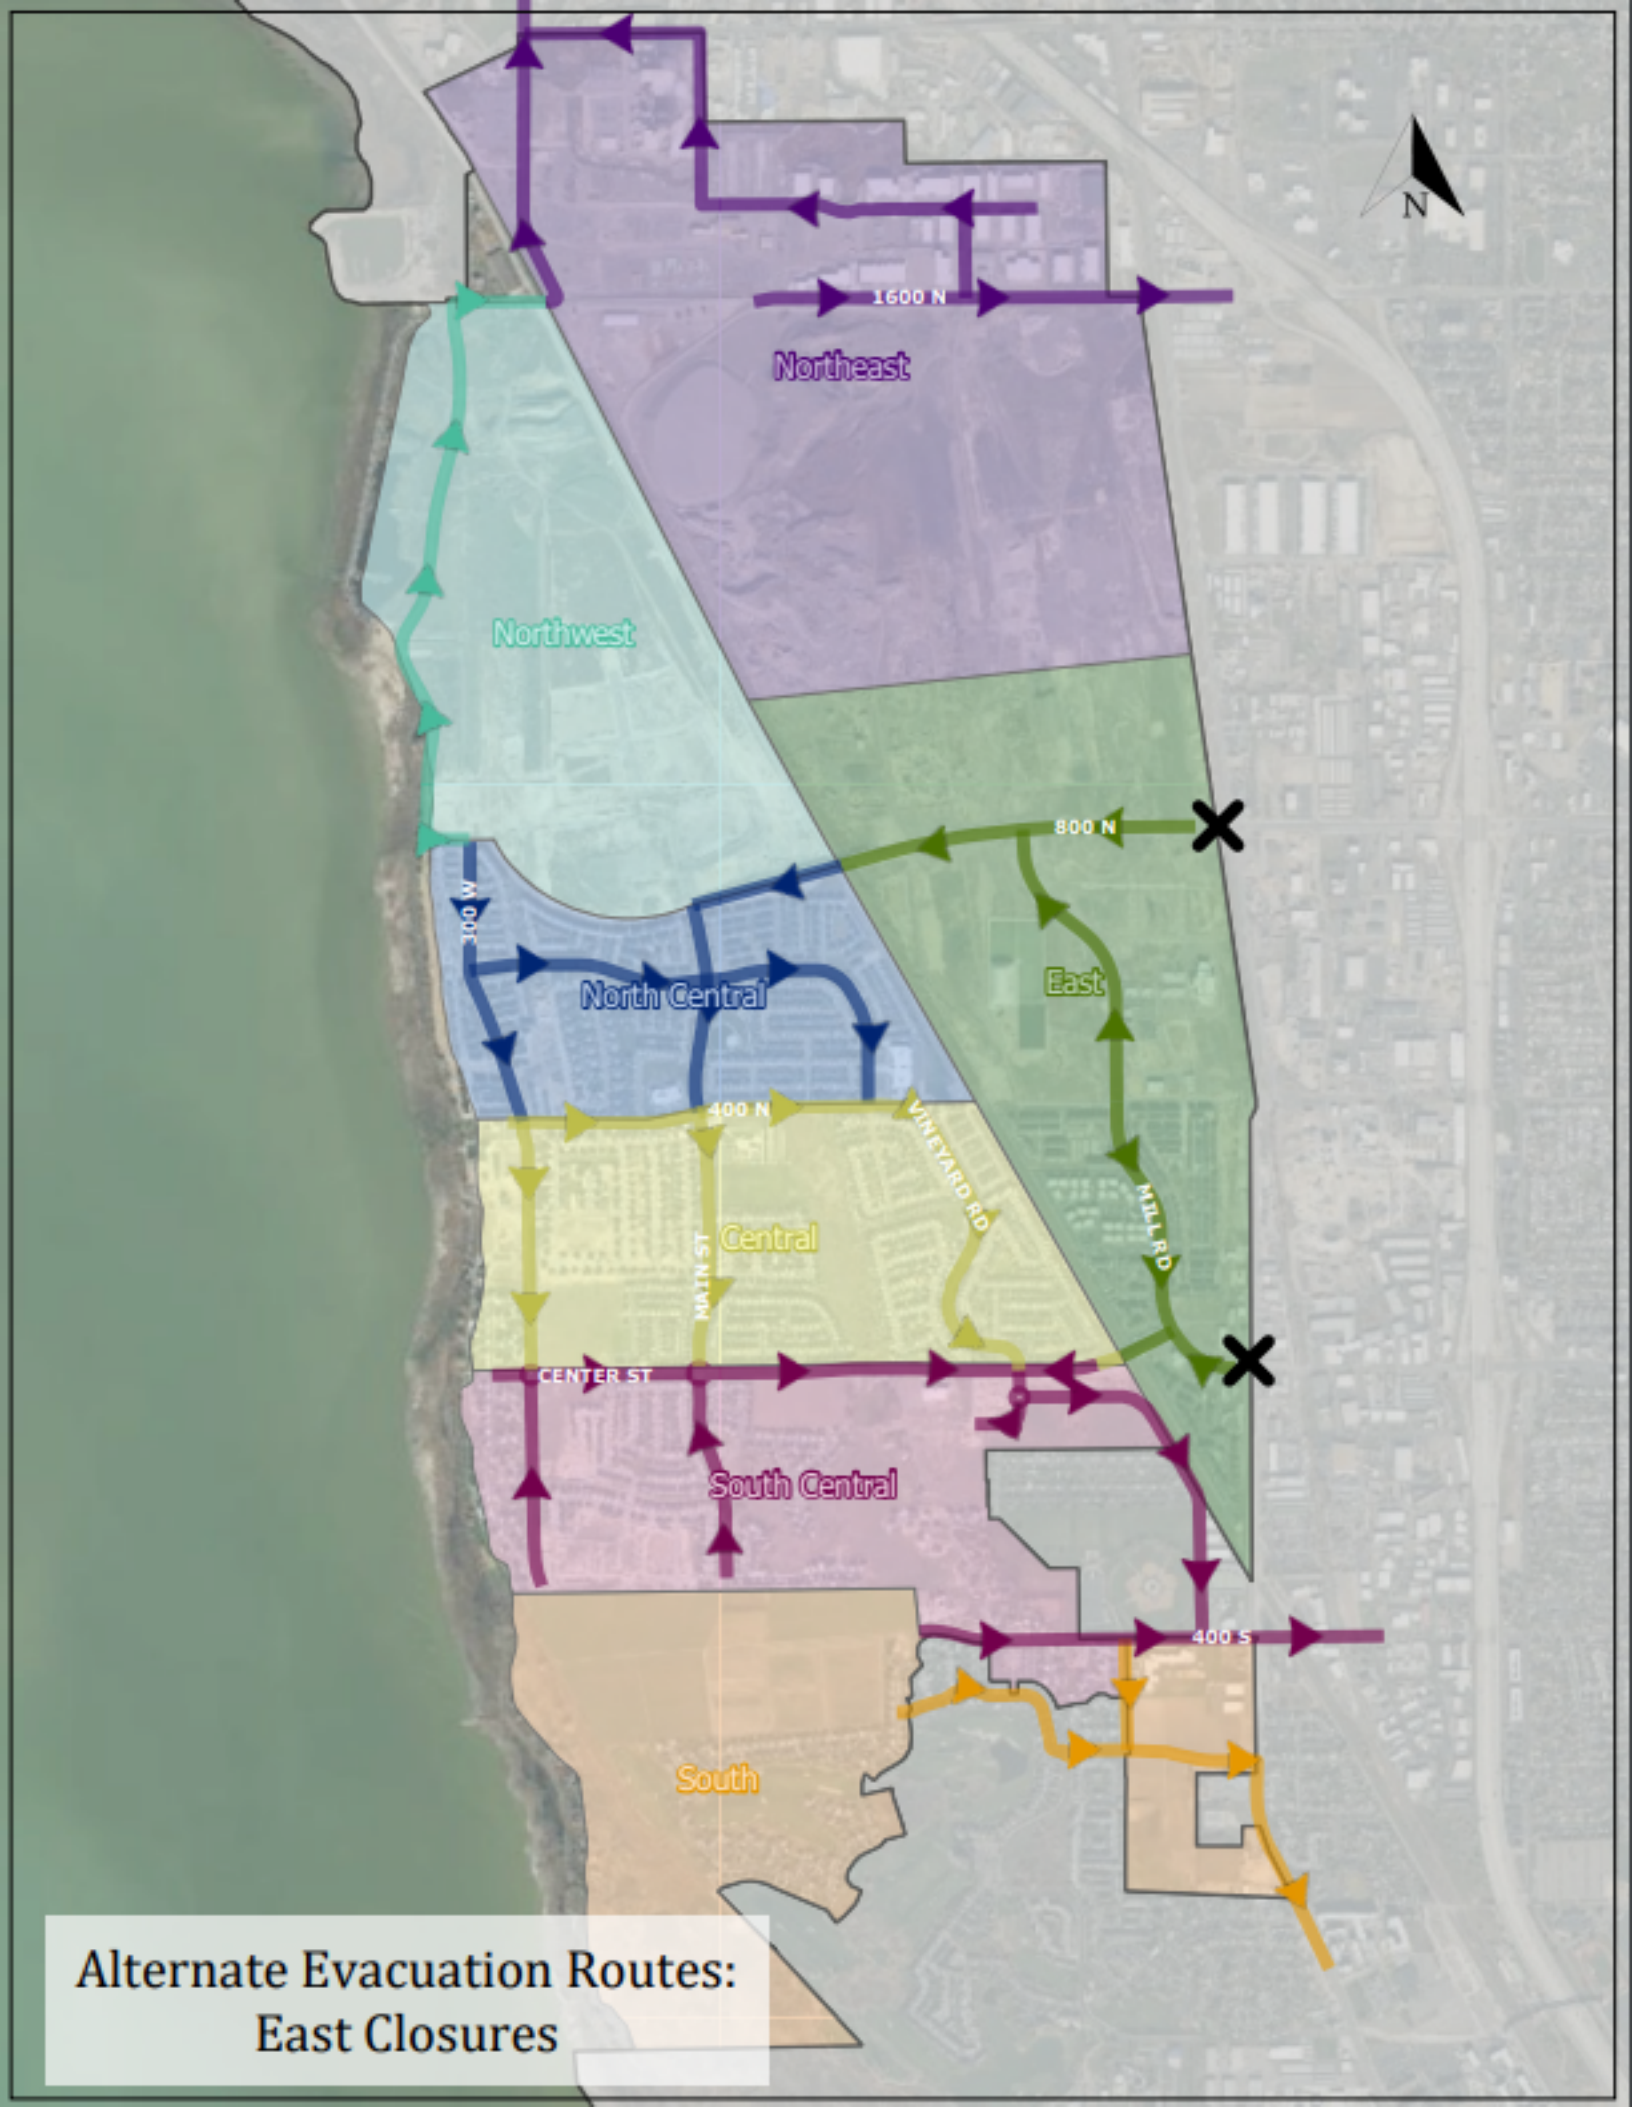 N
1600 N
Northeast
Northwest
800 N
300 W
East
North Central
400 N
VINEYARD RD
MILL RD
Central
MAIN ST
CENTER ST
South Central
400 S
South
Alternate Evacuation Routes:
East Closures